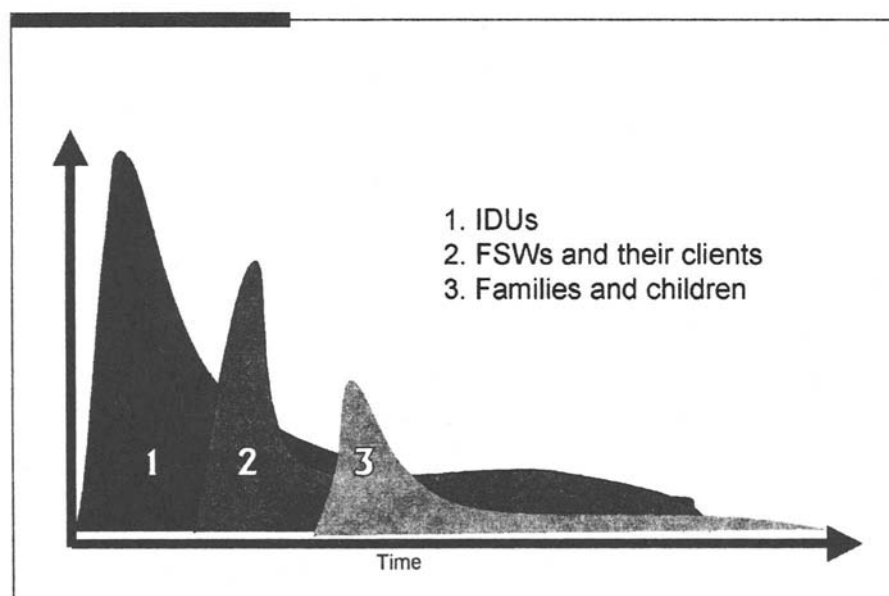 1. IDUs
2. FSWs and their clients
3. Families and children
1
2
3
Time